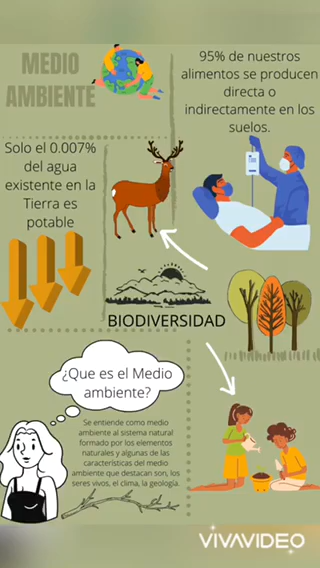 MEDIO
AMBIENTE
95% de nuestros
alimentos se producen
directa o
indirectamente en los
suelos.
Solo el 0.007%
del agua
existente en la
Tierra es
potable
BIODIVERSIDAD
¿Que es el Medio
ambiente?
Se entiende como medio
ambiente al sistema natural
formado por los elementos
naturales y algunas de las
características del medio
ambiente que destacan son, los
seres vivos, el clima, la geología.
VIVAVIDEO